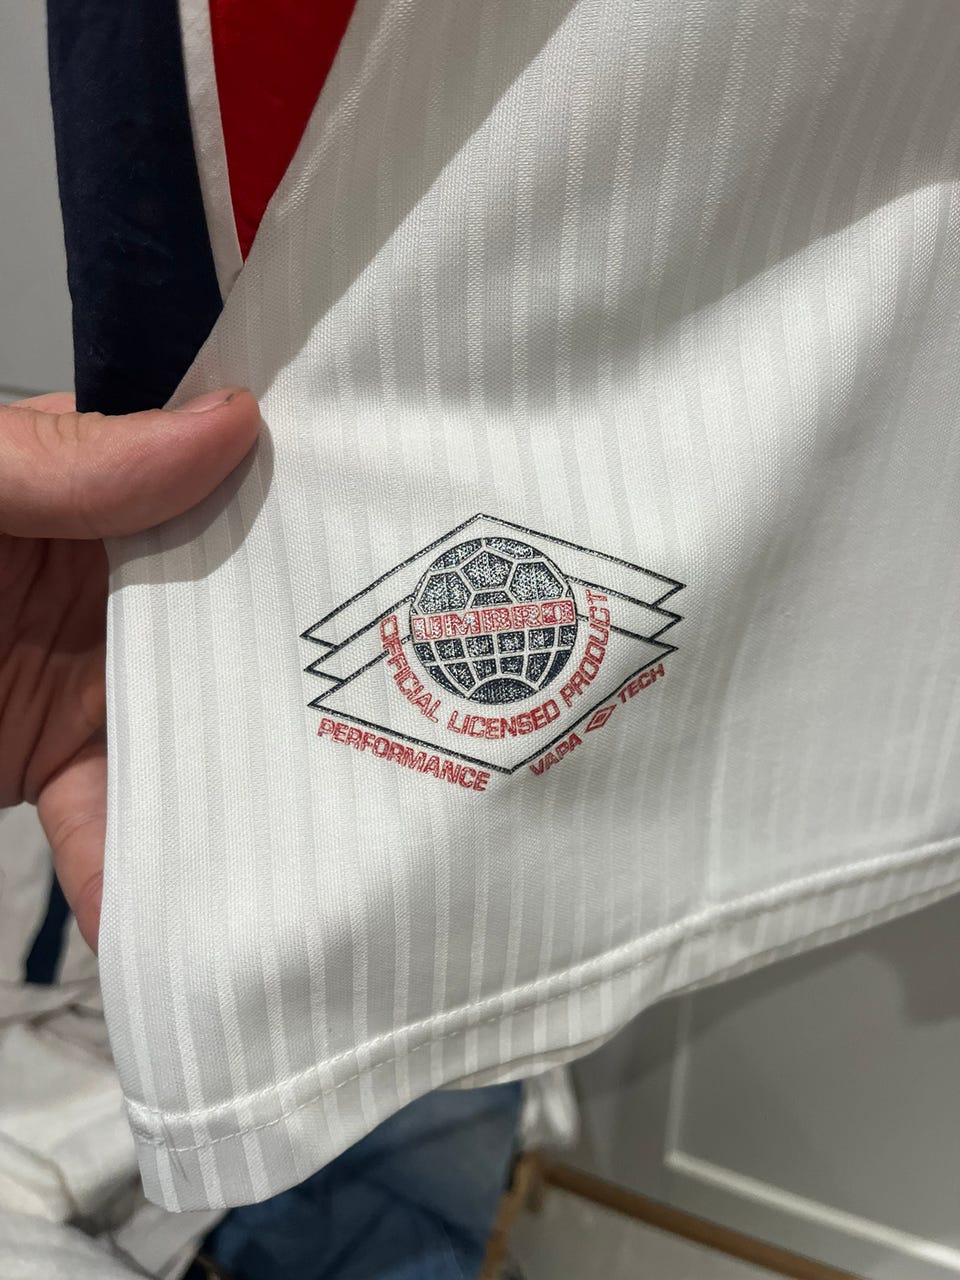 UMBRO
OFFICIAL LICENSED PRODUCT
PERFORMANCE
VAPA TECH